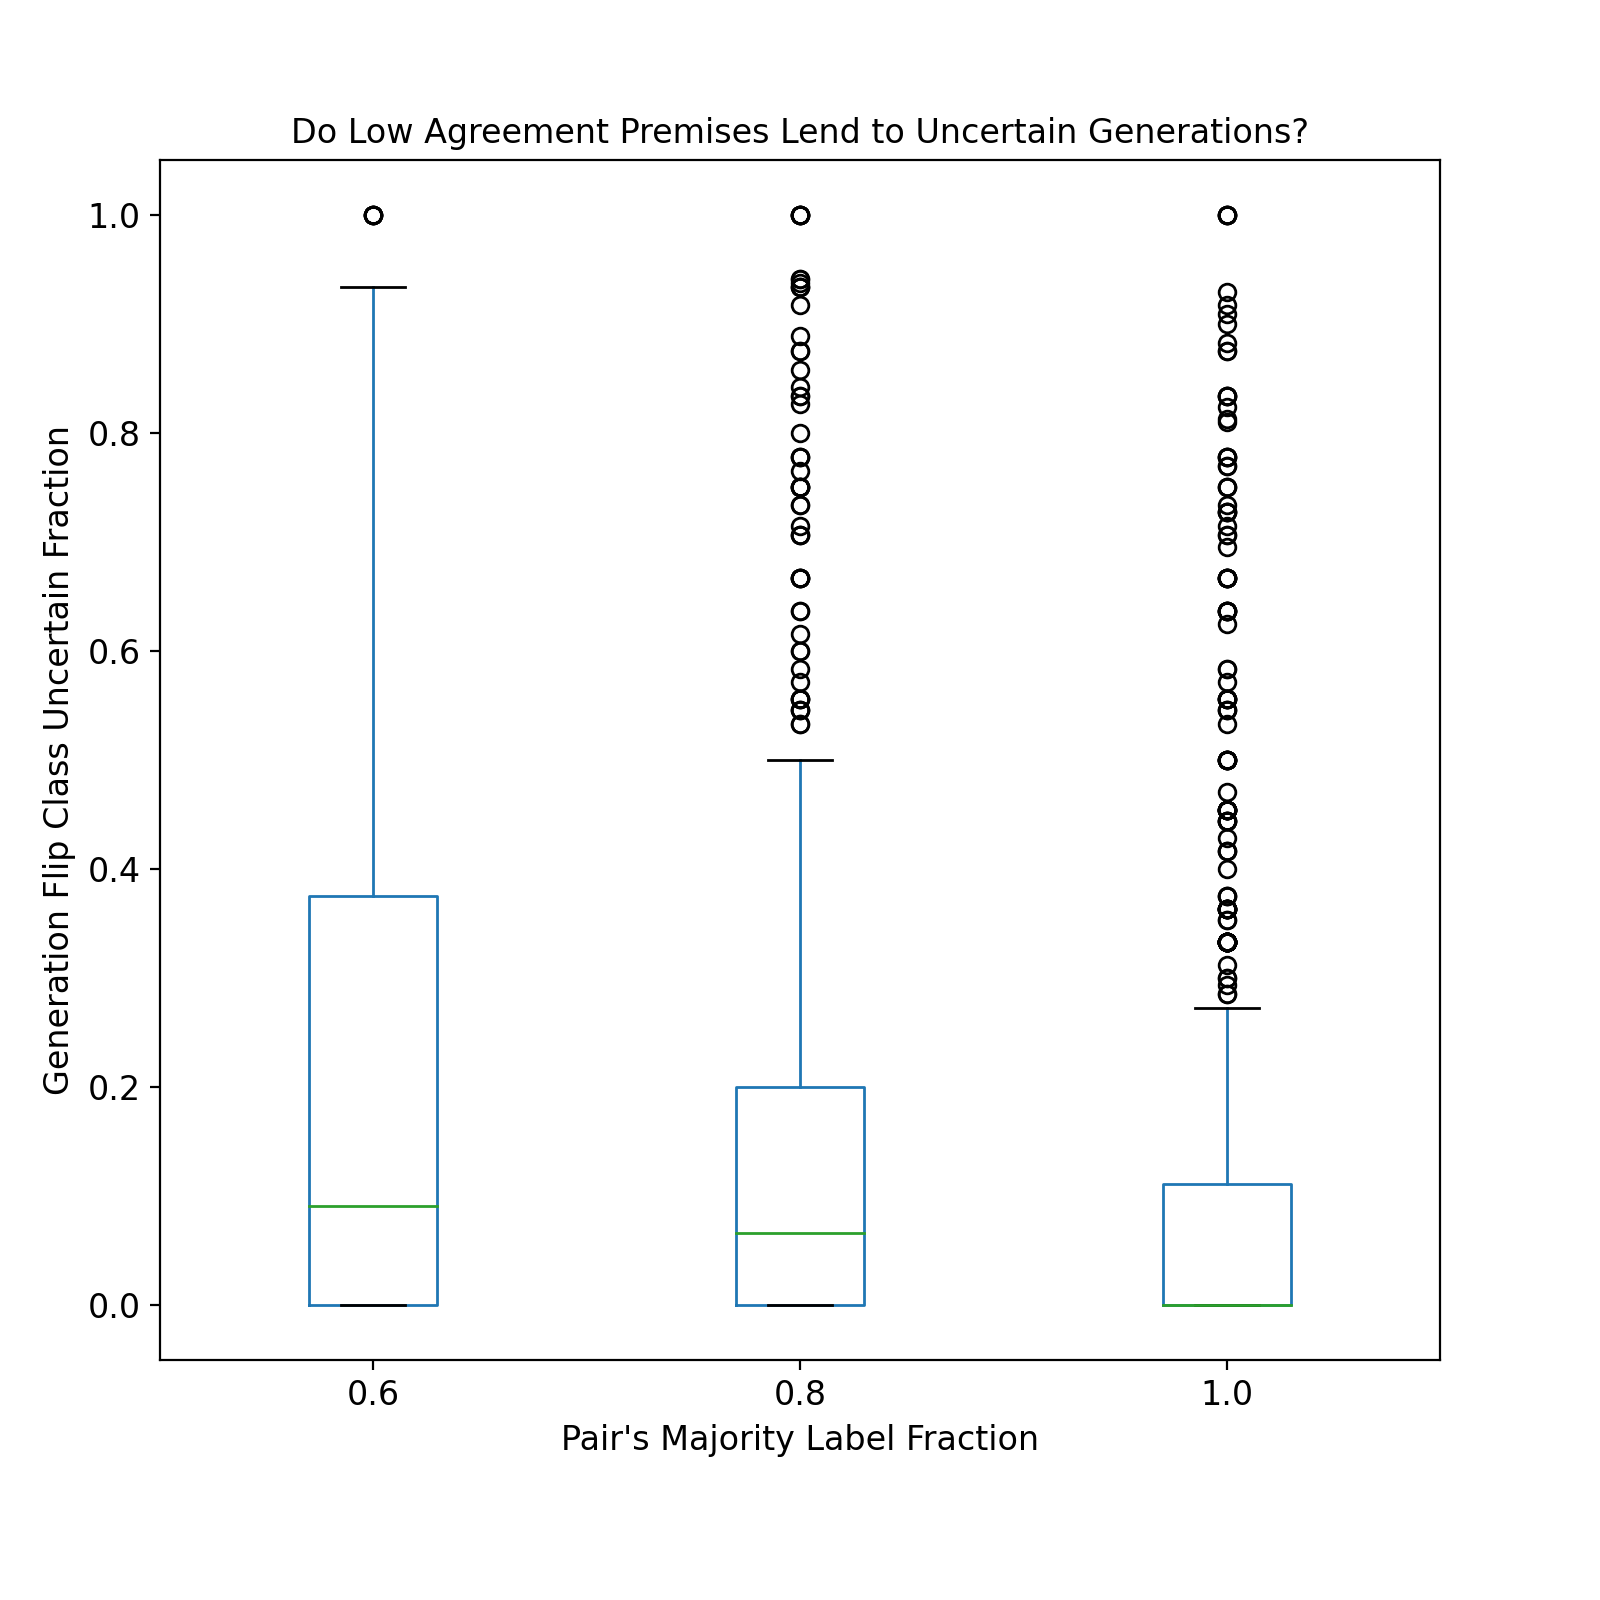 Do Low Agreement Premises Lend to Uncertain Generations?
Generation Flip Class Uncertain Fraction
1.0
0.8
0.6
0.4
0.2
0.0
0.6 0.8 1.0
Pair's Majority Label Fraction